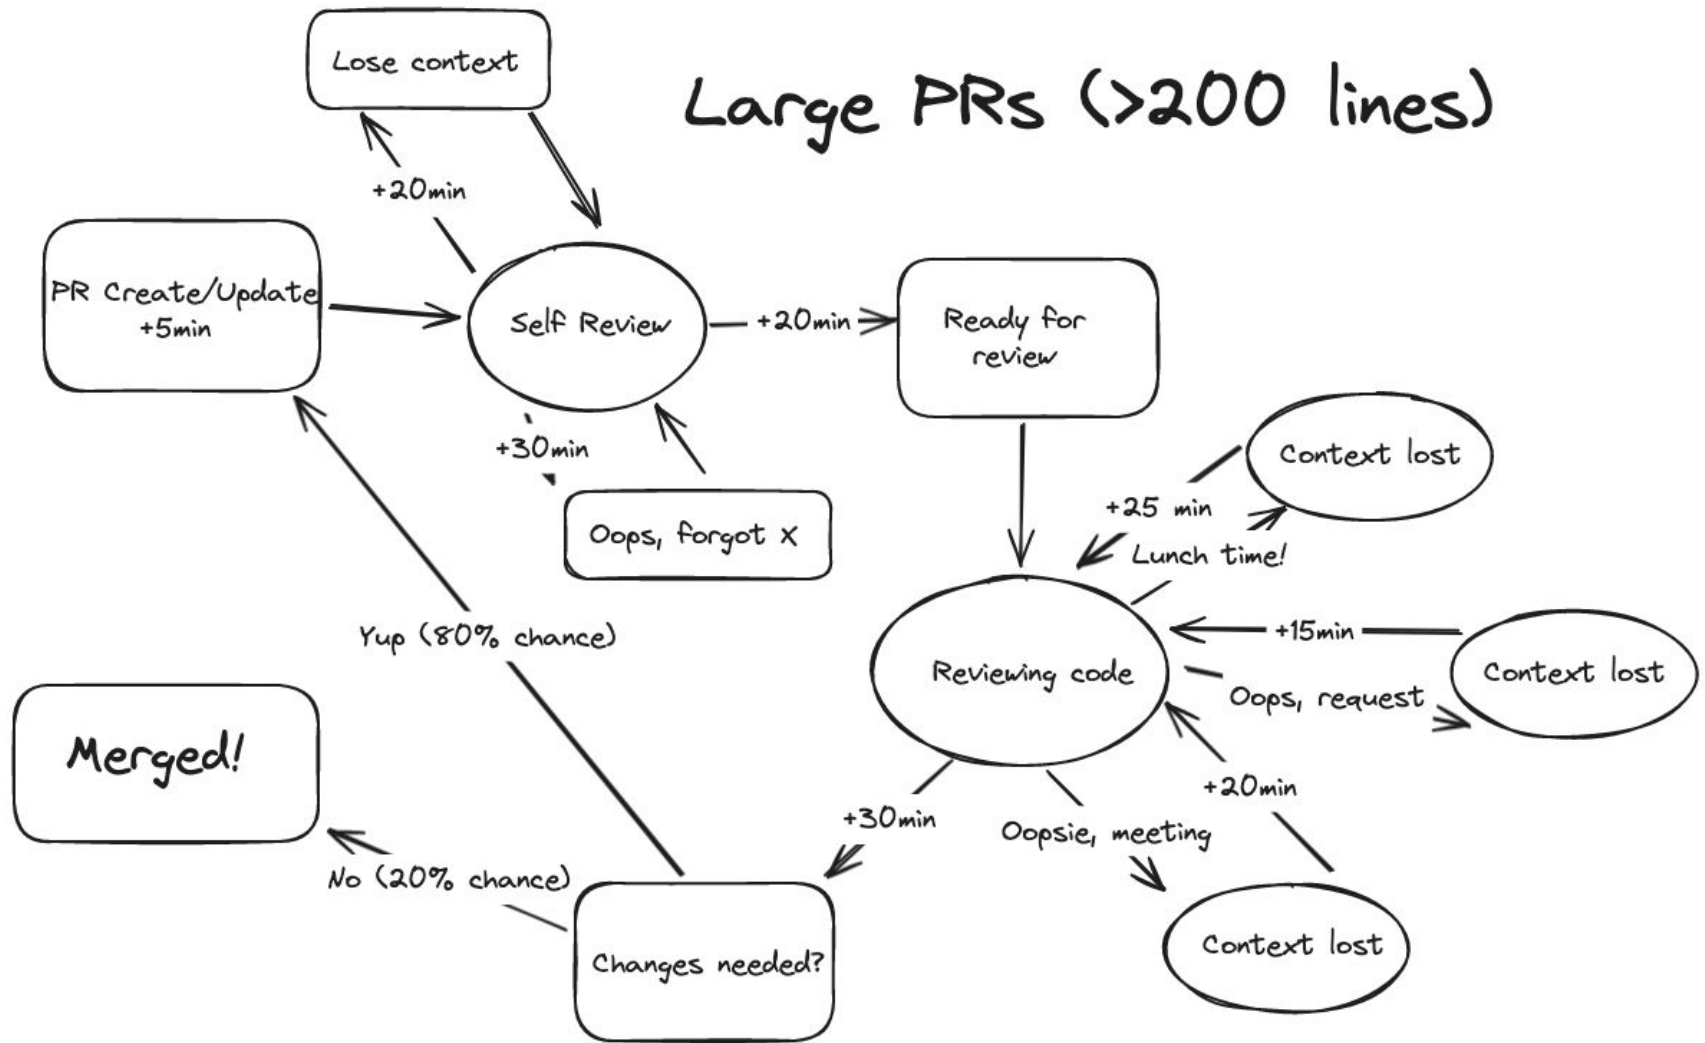 Large PRs (>200 lines)
Lose context
+20min
PR Create/Update
+5min
Self Review
+20min
Ready for
review
+30min
Oops, forgot x
Context lost
+25 min
Lunch time!
Yup (80% chance)
+15min
Reviewing code
Context lost
Oops, request
Merged!
+20min
+30min
Oopsie, meeting
No (20% chance)
Changes needed?
Context lost